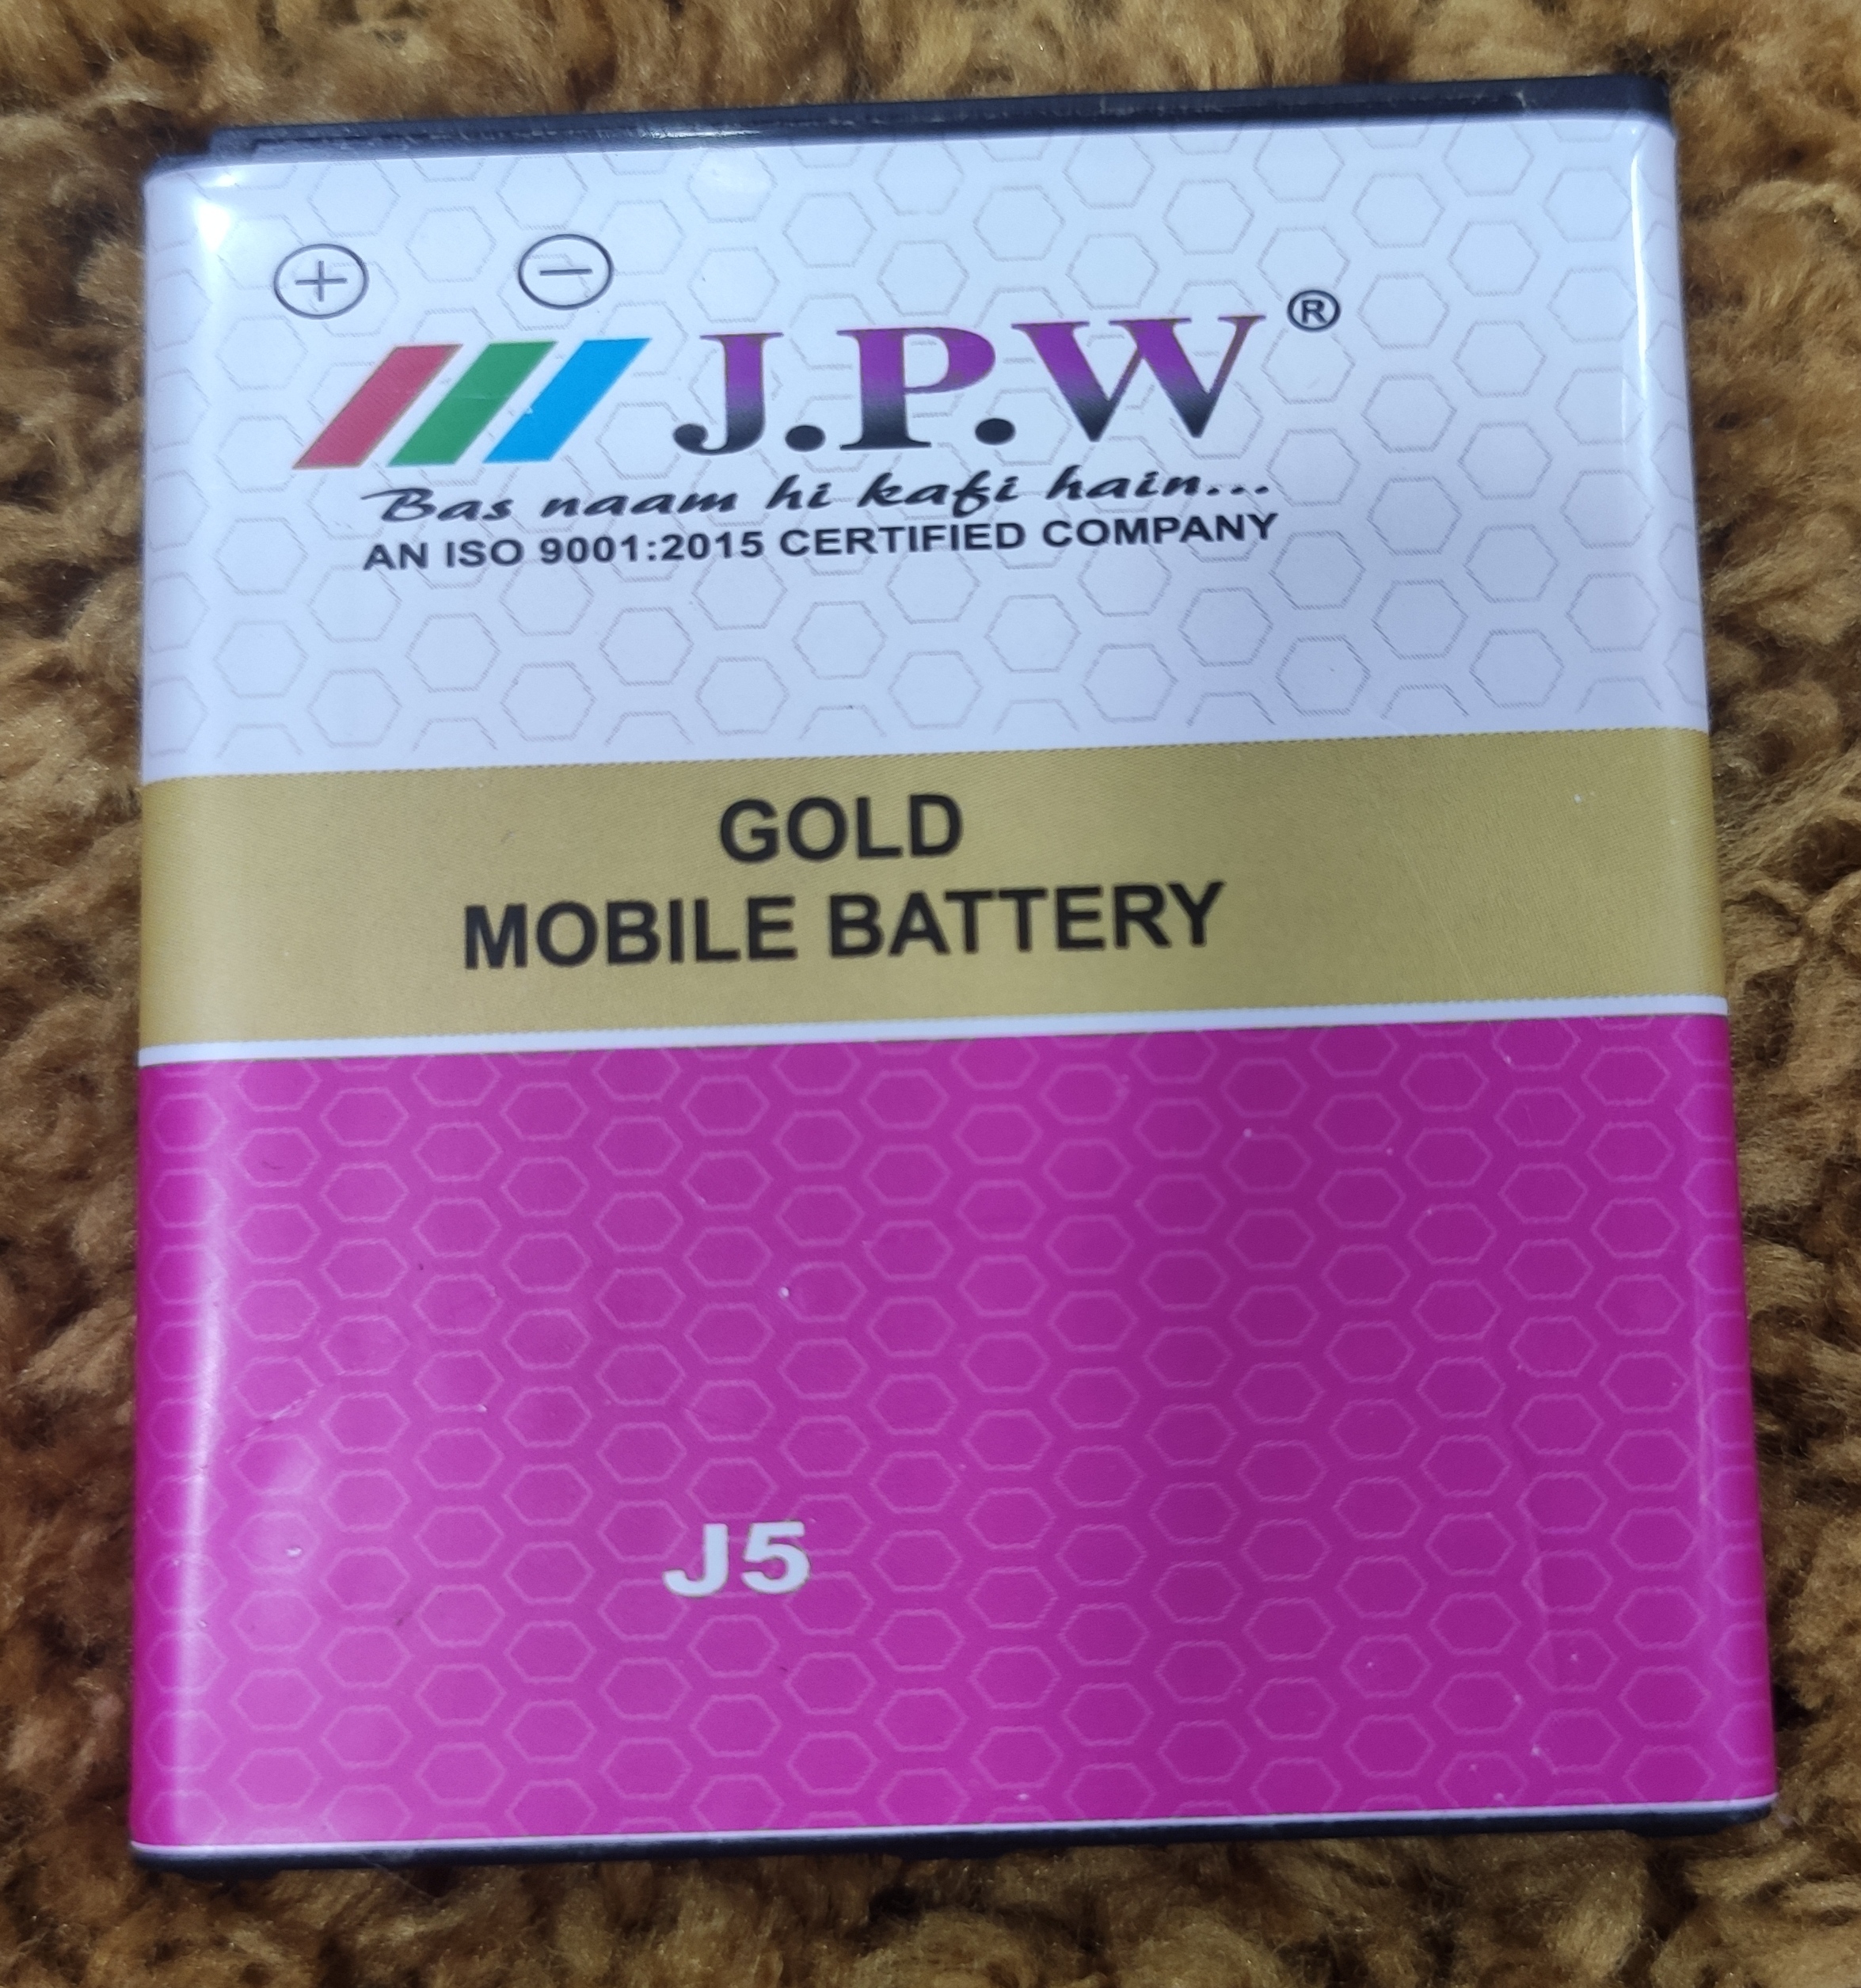 + −
J.P.W ®
Bas naam hi kafi hain...
AN ISO 9001:2015 CERTIFIED COMPANY
GOLD
MOBILE BATTERY
J5